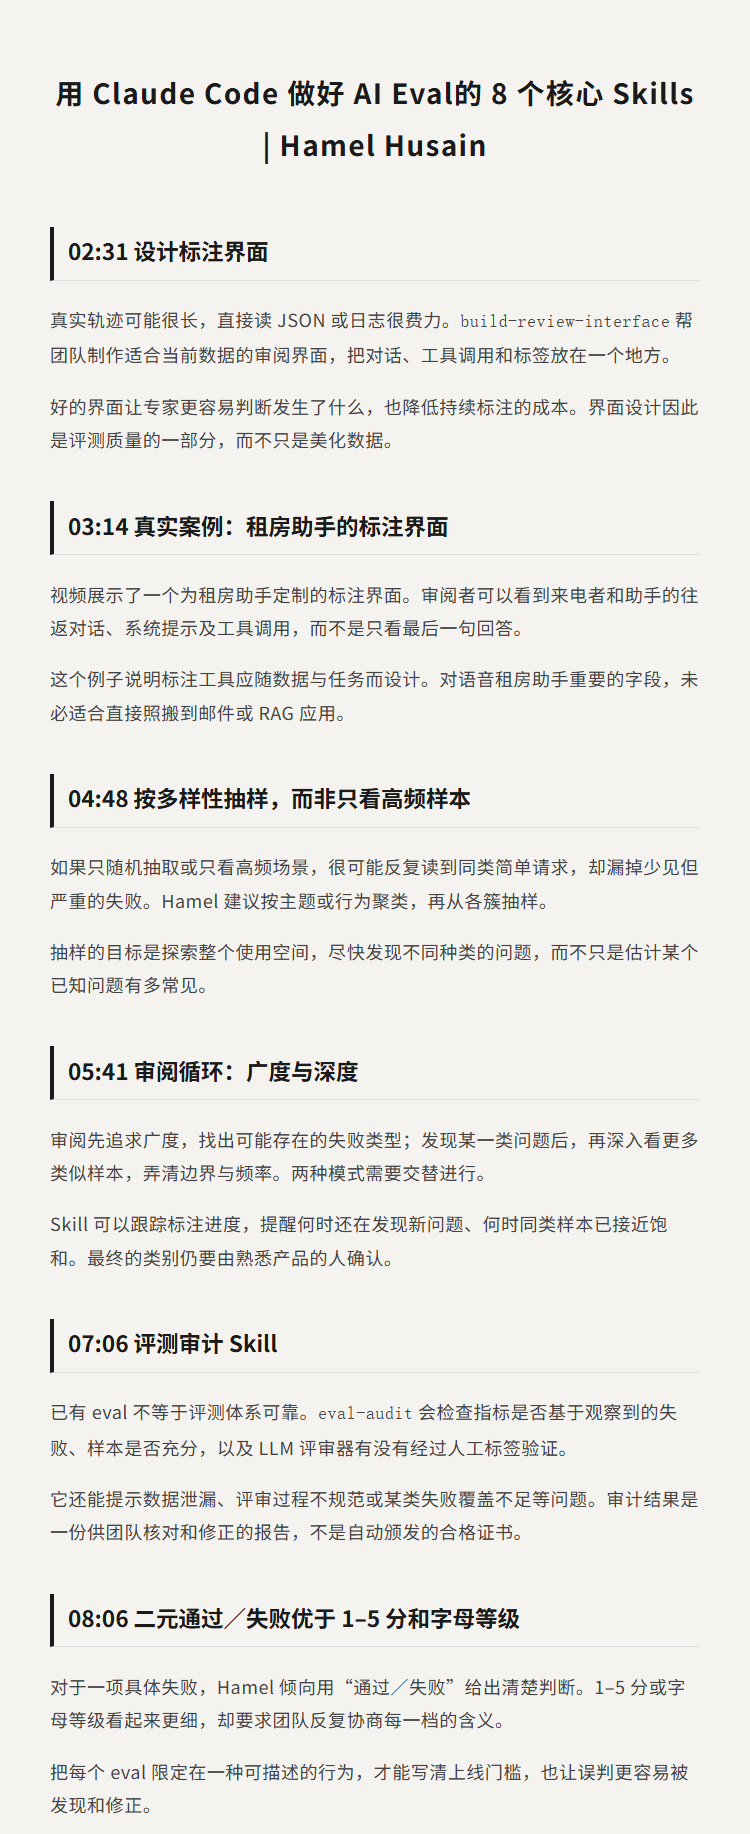 用 Claude Code 做好 AI Eval的 8 个核心 Skills
| Hamel Husain
02:31 设计标注界面
真实轨迹可能很长，直接读 JSON 或日志很费力。build-review-interface 帮
团队制作适合当前数据的审阅界面，把对话、工具调用和标签放在一个地方。
好的界面让专家更容易判断发生了什么，也降低持续标注的成本。界面设计因此
是评测质量的一部分，而不只是美化数据。
03:14 真实案例：租房助手的标注界面
视频展示了一个为租房助手定制的标注界面。审阅者可以看到来电者和助手的往
返对话、系统提示及工具调用，而不是只看最后一句回答。
这个例子说明标注工具应随数据与任务而设计。对语音租房助手重要的字段，未
必适合直接照搬到邮件或 RAG 应用。
04:48 按多样性抽样，而非只看高频样本
如果只随机抽取或只看高频场景，很可能反复读到同类简单请求，却漏掉少见但
严重的失败。Hamel 建议按主题或行为聚类，再从各簇抽样。
抽样的目标是探索整个使用空间，尽快发现不同种类的问题，而不只是估计某个
已知问题有多常见。
05:41 审阅循环：广度与深度
审阅先追求广度，找出可能存在的失败类型；发现某一类问题后，再深入看更多
类似样本，弄清边界与频率。两种模式需要交替进行。
Skill 可以跟踪标注进度，提醒何时还在发现新问题、何时同类样本已接近饱
和。最终的类别仍要由熟悉产品的人确认。
07:06 评测审计 Skill
已有 eval 不等于评测体系可靠。eval-audit 会检查指标是否基于观察到的失
败、样本是否充分，以及 LLM 评审器有没有经过人工标签验证。
它还能提示数据泄漏、评审过程不规范或某类失败覆盖不足等问题。审计结果是
一份供团队核对和修正的报告，不是自动颁发的合格证书。
08:06 二元通过／失败优于 1–5 分和字母等级
对于一项具体失败，Hamel 倾向用“通过／失败”给出清楚判断。1–5 分或字
母等级看起来更细，却要求团队反复协商每一档的含义。
把每个 eval 限定在一种可描述的行为，才能写清上线门槛，也让误判更容易被
发现和修正。